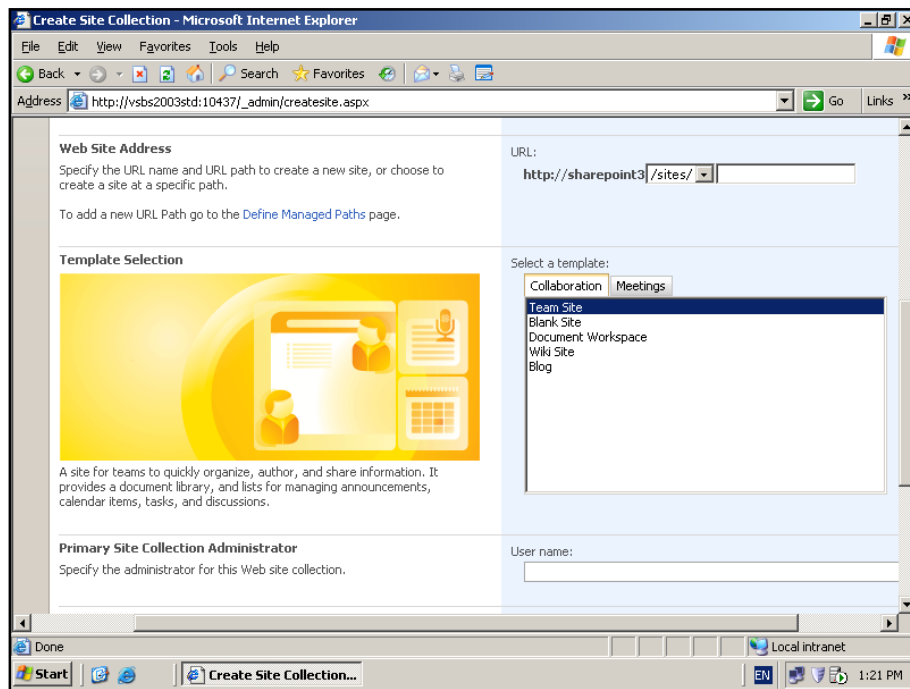 Create Site Collection - Microsoft Internet Explorer
File Edit View Favorites Tools Help
Back Search Favorites
Address http://vsbs2003std:10437/_admin/createsite.aspx Go Links »
Web Site Address
Specify the URL name and URL path to create a new site, or choose to
create a site at a specific path.
To add a new URL Path go to the Define Managed Paths page.
URL:
http://sharepoint3 /sites/
Template Selection
A site for teams to quickly organize, author, and share information. It
provides a document library, and lists for managing announcements,
calendar items, tasks, and discussions.
Select a template:
Collaboration Meetings
Team Site
Blank Site
Document Workspace
Wiki Site
Blog
Primary Site Collection Administrator
Specify the administrator for this Web site collection.
User name:
Done Local intranet
Start Create Site Collection... EN 1:21 PM